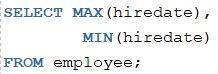 SELECT MAX(hiredate),
MIN(hiredate)
FROM employee;